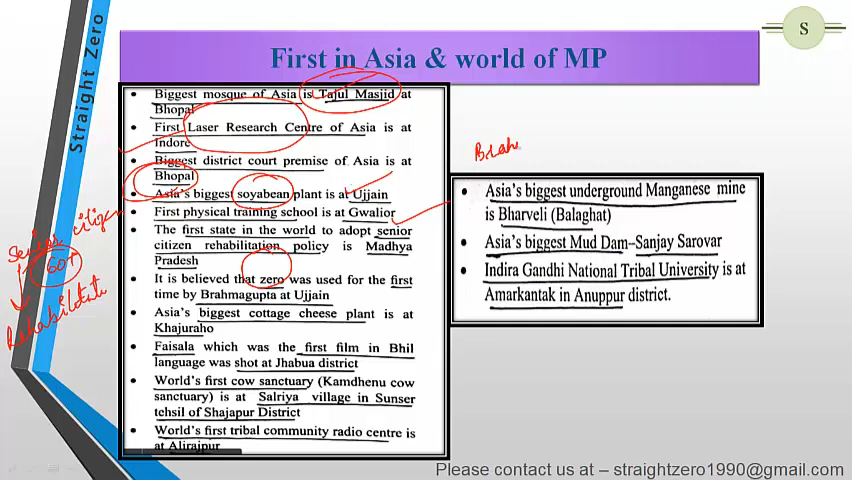 Straight Zero
S
First in Asia & world of MP
• Biggest mosque of Asia is Tajul Masjid at
Bhopal
• First Laser Research Centre of Asia is at
Indore
• Biggest district court premise of Asia is at
Bhopal
• Asia's biggest soyabean plant is at Ujjain
• First physical training school is at Gwalior
• The first state in the world to adopt senior
citizen rehabilitation policy is Madhya
Pradesh
• It is believed that zero was used for the first
time by Brahmagupta at Ujjain
• Asia's biggest cottage cheese plant is at
Khajuraho
• Faisala which was the first film in Bhil
language was shot at Jhabua district
• World's first cow sanctuary (Kamdhenu cow
sanctuary) is at Salriya village in Sunser
tehsil of Shajapur District
• World's first tribal community radio centre is
at Alirajpur
Senior citizen
60+
Rehabilitate
Brah
• Asia's biggest underground Manganese mine
is Bharveli (Balaghat)
• Asia's biggest Mud Dam–Sanjay Sarovar
• Indira Gandhi National Tribal University is at
Amarkantak in Anuppur district.
Please contact us at – straightzero1990@gmail.com